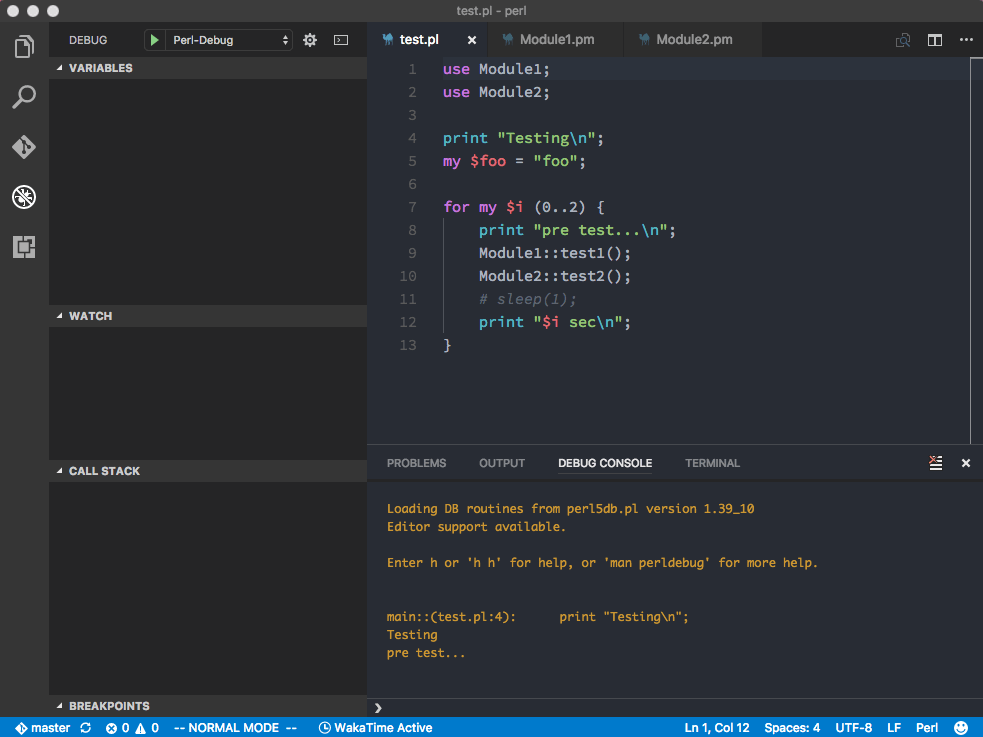 test.pl - perl
DEBUG
Perl-Debug
VARIABLES
WATCH
CALL STACK
BREAKPOINTS
test.pl
Module1.pm
Module2.pm
1 use Module1;
2 use Module2;
3
4 print "Testing\n";
5 my $foo = "foo";
6
7 for my $i (0..2) {
8 print "pre test...\n";
9 Module1::test1();
10 Module2::test2();
11 # sleep(1);
12 print "$i sec\n";
13 }
PROBLEMS OUTPUT DEBUG CONSOLE TERMINAL
Loading DB routines from perl5db.pl version 1.39_10
Editor support available.
Enter h or 'h h' for help, or 'man perldebug' for more help.
main::(test.pl:4): print "Testing\n";
Testing
pre test...
❯
master 0 0 -- NORMAL MODE -- WakaTime Active Ln 1, Col 12 Spaces: 4 UTF-8 LF Perl